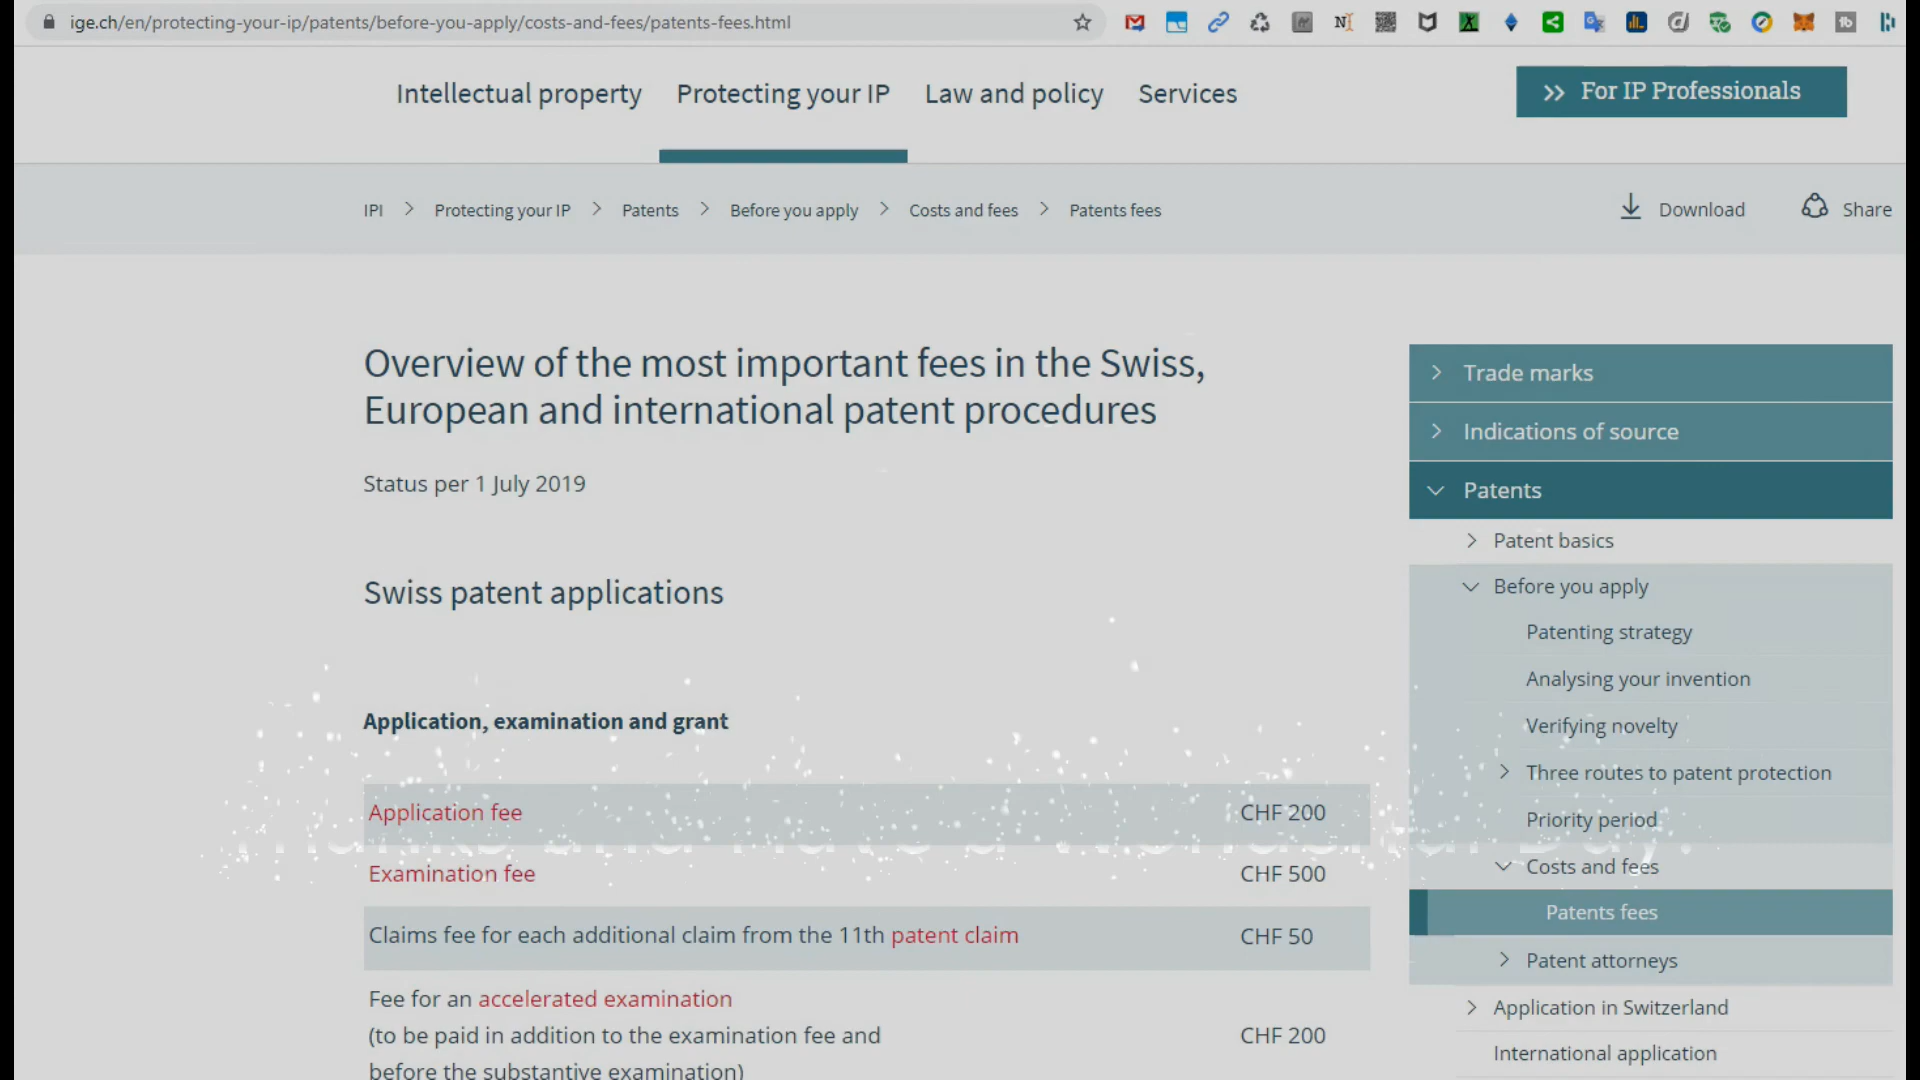 ige.ch/en/protecting-your-ip/patents/before-you-apply/costs-and-fees/patents-fees.html
Intellectual property Protecting your IP Law and policy Services
For IP Professionals
IPI > Protecting your IP > Patents > Before you apply > Costs and fees > Patents fees
Download Share
Overview of the most important fees in the Swiss,
European and international patent procedures
Status per 1 July 2019
Swiss patent applications
Application, examination and grant
Application fee CHF 200
Examination fee CHF 500
Claims fee for each additional claim from the 11th patent claim CHF 50
Fee for an accelerated examination
(to be paid in addition to the examination fee and CHF 200
before the substantive examination)
Trade marks
Indications of source
Patents
Patent basics
Before you apply
Patenting strategy
Analysing your invention
Verifying novelty
Three routes to patent protection
Priority period
Costs and fees
Patents fees
Patent attorneys
Application in Switzerland
International application